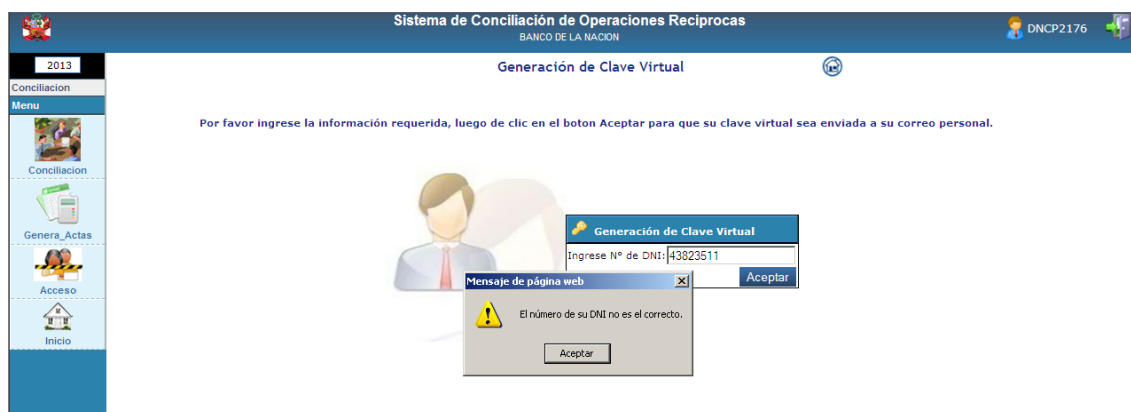 Sistema de Conciliación de Operaciones Reciprocas
BANCO DE LA NACION
DNCP2176
2013
Conciliacion
Menu
Conciliacion
Genera_Actas
Acceso
Inicio
Generación de Clave Virtual
Por favor ingrese la información requerida, luego de clic en el boton Aceptar para que su clave virtual sea enviada a su correo personal.
Generación de Clave Virtual
Ingrese Nº de DNI: 43823511
Aceptar
Mensaje de página web
El número de su DNI no es el correcto.
Aceptar